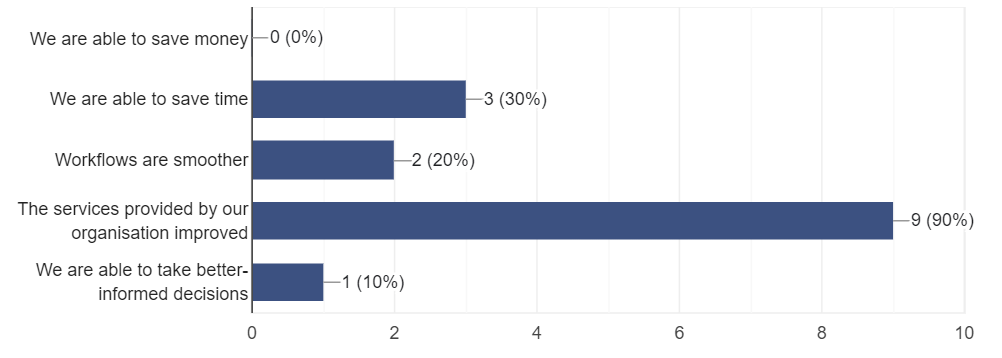 We are able to save money
0 (0%)
We are able to save time
3 (30%)
Workflows are smoother
2 (20%)
The services provided by our
organisation improved
9 (90%)
We are able to take better-
informed decisions
1 (10%)
0 2 4 6 8 10